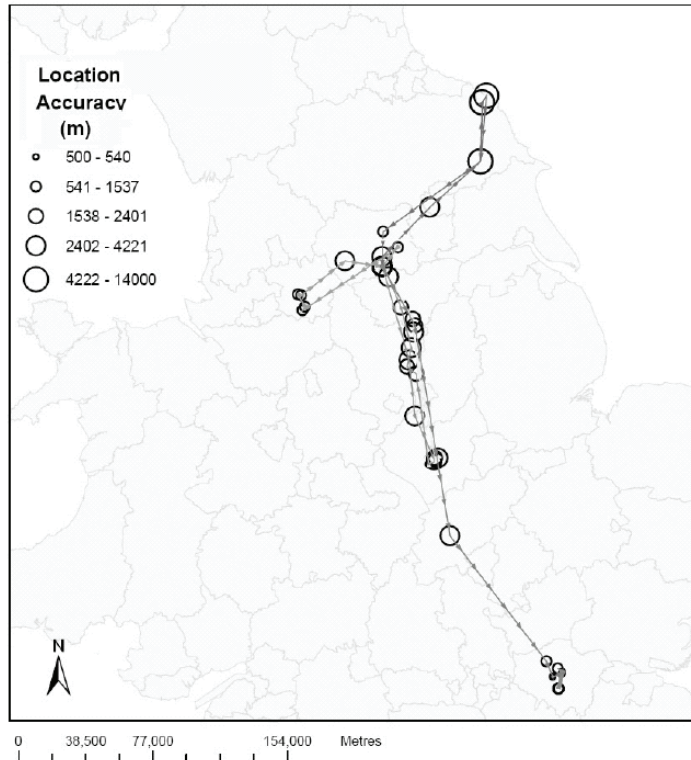 Location
Accuracy
(m)
500 - 540
541 - 1537
1538 - 2401
2402 - 4221
4222 - 14000
N
0 38,500 77,000 154,000 Metres